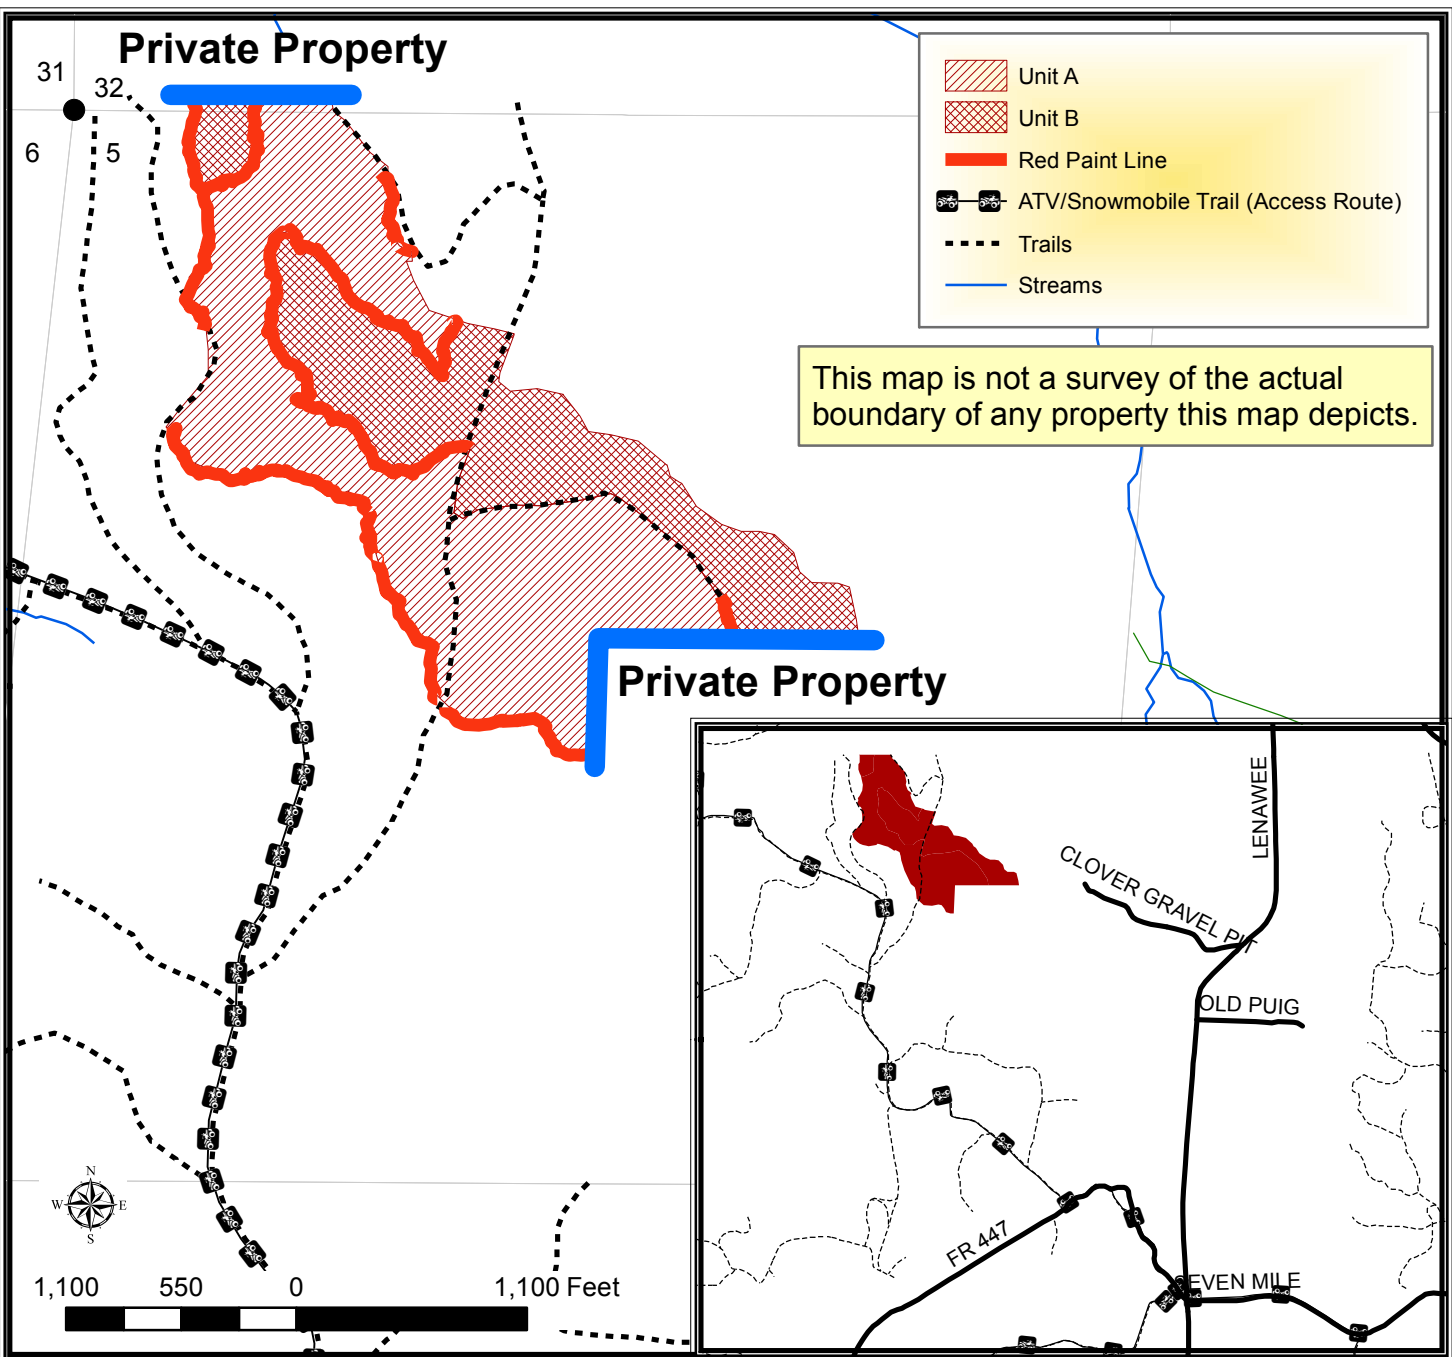 Private Property
31
32
6
5
Unit A
Unit B
Red Paint Line
ATV/Snowmobile Trail (Access Route)
Trails
Streams
This map is not a survey of the actual
boundary of any property this map depicts.
Private Property
LENAWEE
CLOVER GRAVEL PIT
OLD PUIG
FR 447
SEVEN MILE
N
W
E
S
1,100 550 0 1,100 Feet